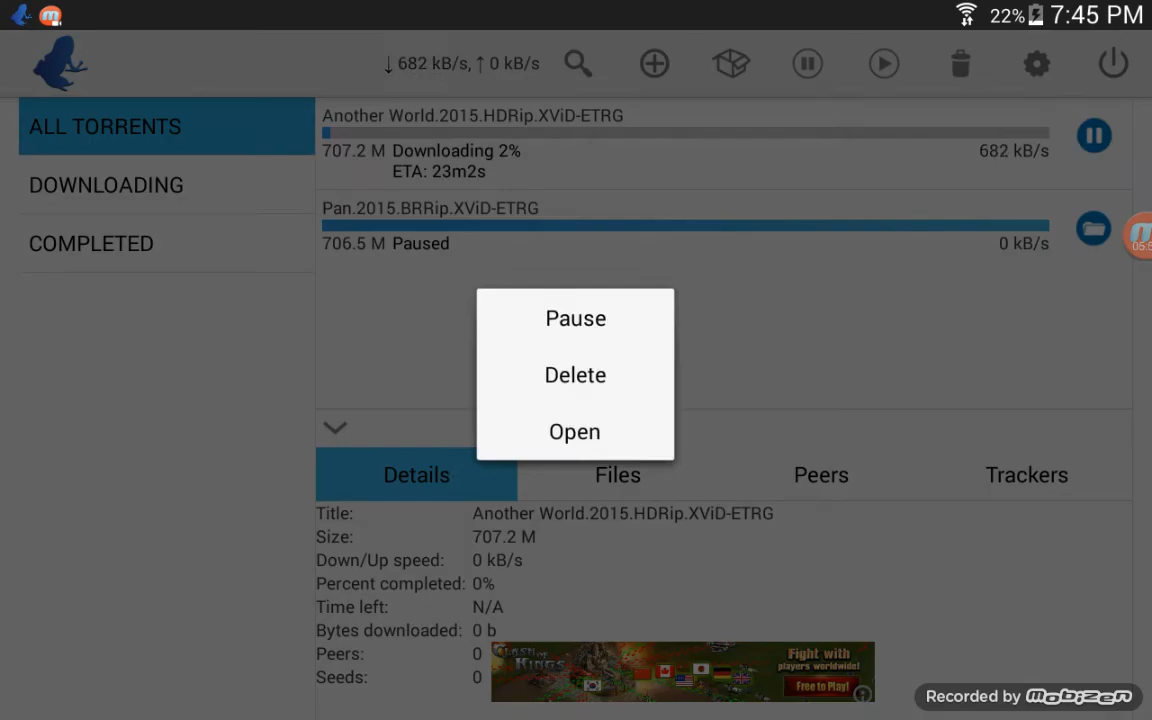 22% 7:45 PM
↓ 682 kB/s, ↑ 0 kB/s
ALL TORRENTS
DOWNLOADING
COMPLETED
Another World.2015.HDRip.XViD-ETRG
707.2 M Downloading 2% 682 kB/s
ETA: 23m2s
Pan.2015.BRRip.XViD-ETRG
706.5 M Paused 0 kB/s
Pause
Delete
Open
Details Files Peers Trackers
Title: Another World.2015.HDRip.XViD-ETRG
Size: 707.2 M
Down/Up speed: 0 kB/s
Percent completed: 0%
Time left: N/A
Bytes downloaded: 0 b
Peers: 0
Seeds: 0
CLASH OF KINGS
Fight with
players worldwide!
Free to Play!
Recorded by mobizen